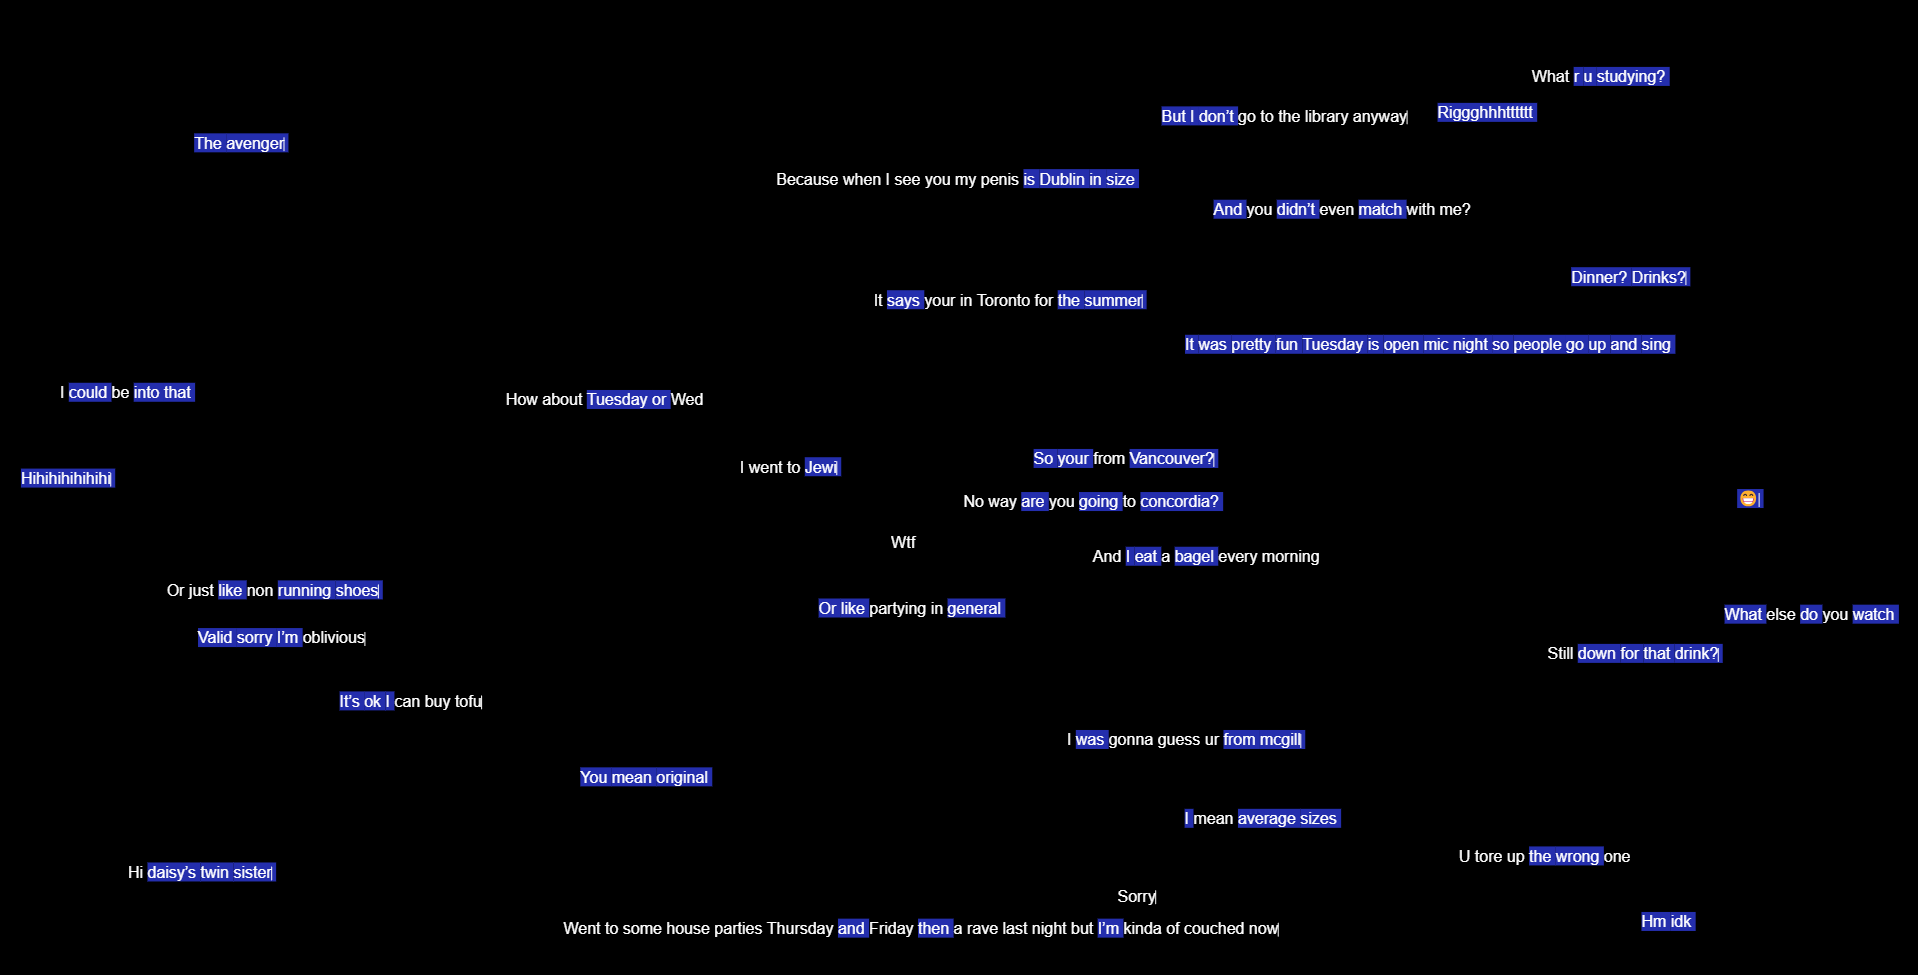 What r u studying?
But I don’t go to the library anyway
Riggghhhtttttt
The avenger
Because when I see you my penis is Dublin in size
And you didn’t even match with me?
Dinner? Drinks?
It says your in Toronto for the summer
It was pretty fun Tuesday is open mic night so people go up and sing
I could be into that
How about Tuesday or Wed
So your from Vancouver?
I went to Jewi
Hihihihihihihi
No way are you going to concordia?
😁
Wtf
And I eat a bagel every morning
Or just like non running shoes
Or like partying in general
What else do you watch
Valid sorry I’m oblivious
Still down for that drink?
It’s ok I can buy tofu
I was gonna guess ur from mcgill
You mean original
I mean average sizes
U tore up the wrong one
Hi daisy’s twin sister
Sorry
Hm idk
Went to some house parties Thursday and Friday then a rave last night but I’m kinda of couched now